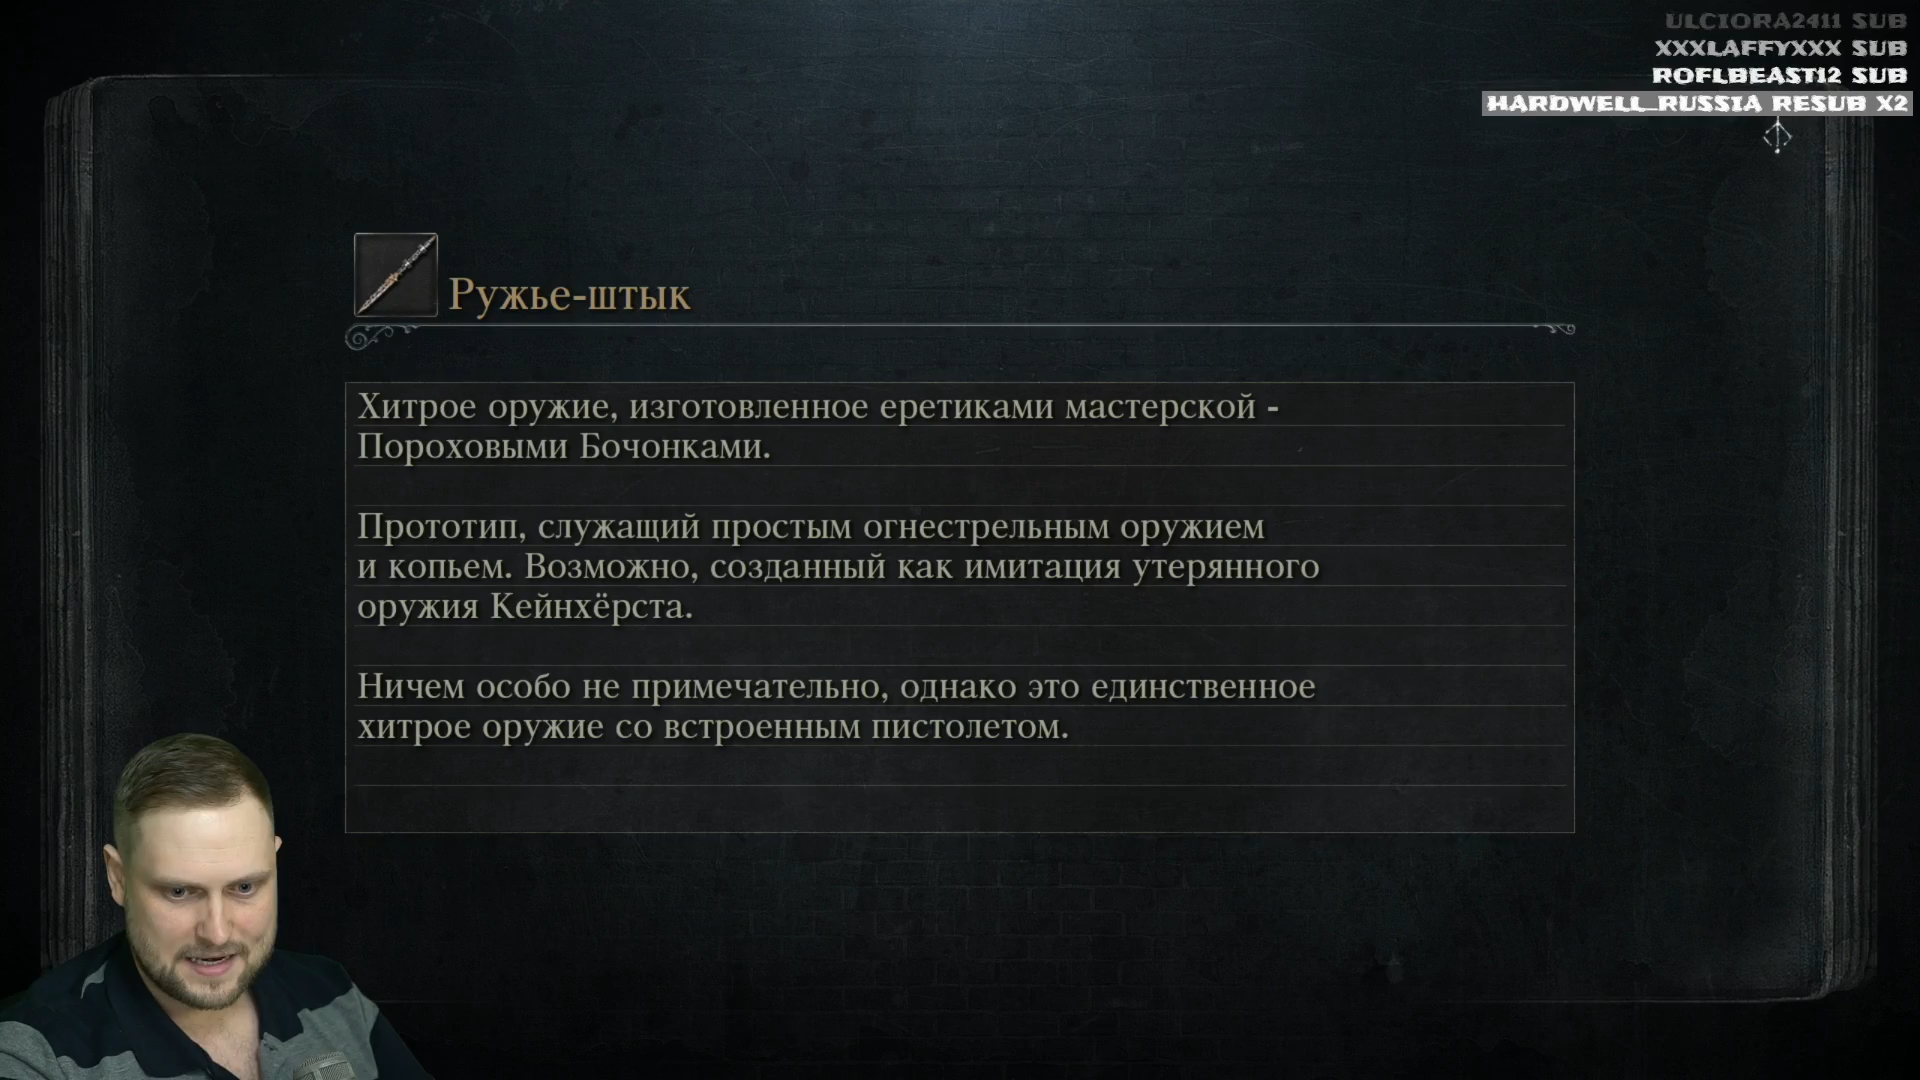 ULCIORA2411 SUB
XXXLAFFYXXX SUB
ROFLBEAST12 SUB
HARDWELL_RUSSIA RESUB X2
Ружье-штык
Хитрое оружие, изготовленное еретиками мастерской -
Пороховыми Бочонками.
Прототип, служащий простым огнестрельным оружием
и копьем. Возможно, созданный как имитация утерянного
оружия Кейнхёрста.
Ничем особо не примечательно, однако это единственное
хитрое оружие со встроенным пистолетом.